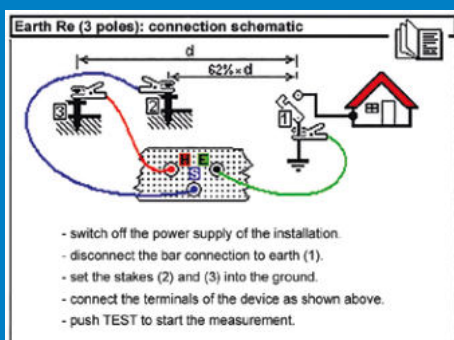 Earth Re (3 poles): connection schematic
d
62%×d
3
2
1
H E
S
- switch off the power supply of the installation.
- disconnect the bar connection to earth (1).
- set the stakes (2) and (3) into the ground.
- connect the terminals of the device as shown above.
- push TEST to start the measurement.